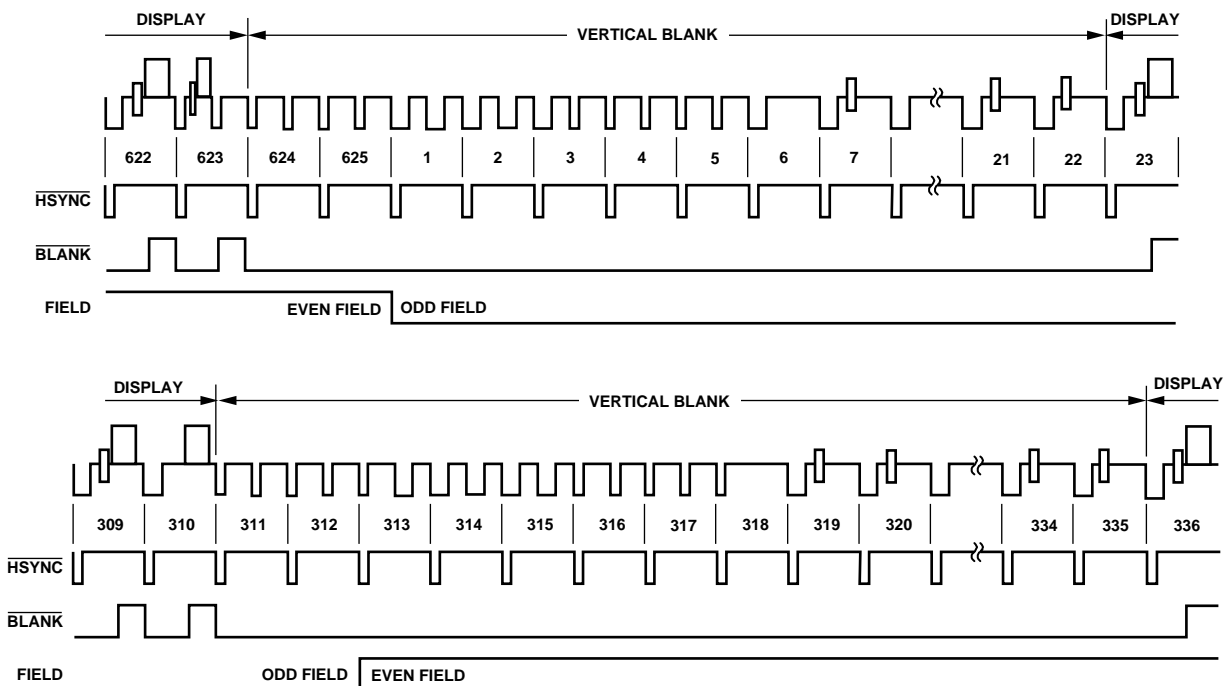 DISPLAY VERTICAL BLANK DISPLAY
622 623 624 625 1 2 3 4 5 6 7 21 22 23
HSYNC
BLANK
FIELD EVEN FIELD ODD FIELD
DISPLAY VERTICAL BLANK DISPLAY
309 310 311 312 313 314 315 316 317 318 319 320 334 335 336
HSYNC
BLANK
FIELD ODD FIELD EVEN FIELD